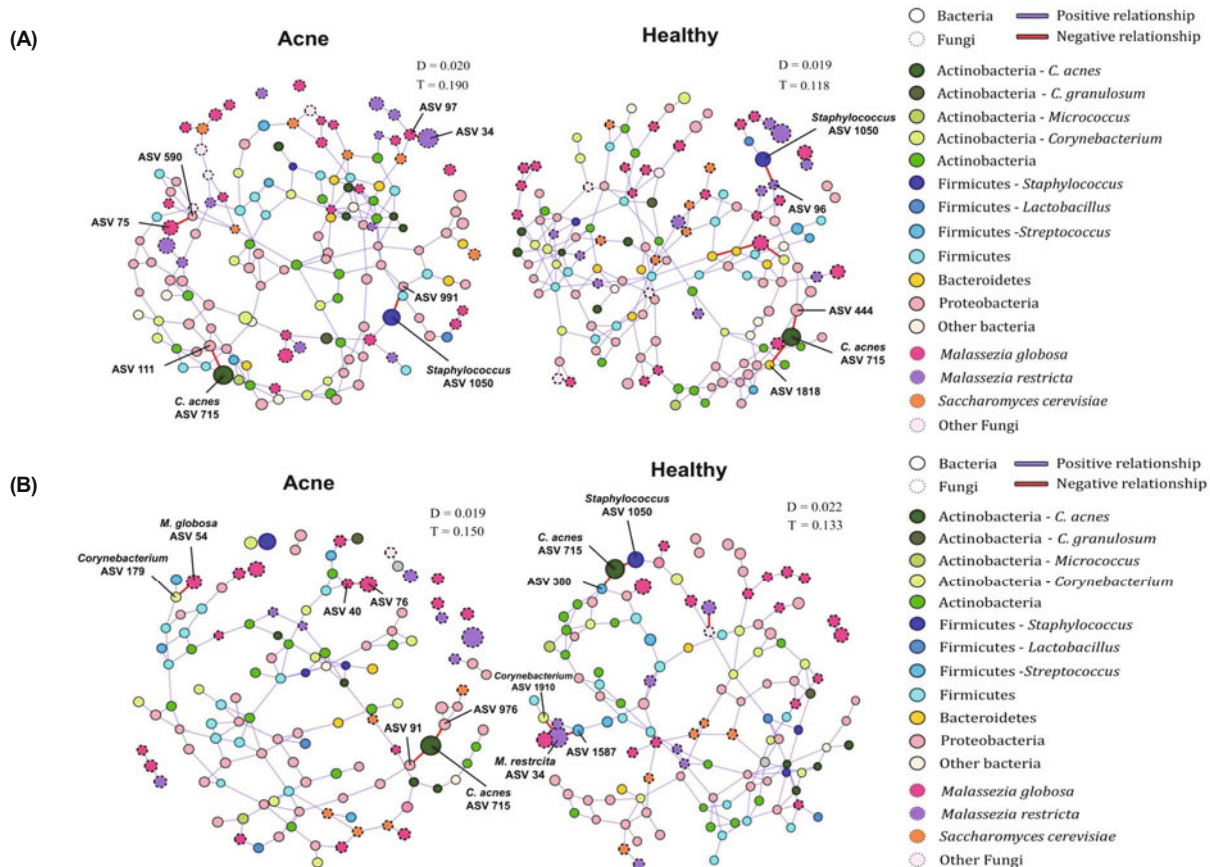 (A)
Acne
D = 0.020
T = 0.190
ASV 97
ASV 34
ASV 590
ASV 75
ASV 991
ASV 111
Staphylococcus
ASV 1050
C. acnes
ASV 715
Healthy
D = 0.019
T = 0.118
Staphylococcus
ASV 1050
ASV 96
ASV 444
C. acnes
ASV 715
ASV 1818
Bacteria
Positive relationship
Fungi
Negative relationship
Actinobacteria - C. acnes
Actinobacteria - C. granulosum
Actinobacteria - Micrococcus
Actinobacteria - Corynebacterium
Actinobacteria
Firmicutes - Staphylococcus
Firmicutes - Lactobacillus
Firmicutes -Streptococcus
Firmicutes
Bacteroidetes
Proteobacteria
Other bacteria
Malassezia globosa
Malassezia restricta
Saccharomyces cerevisiae
Other Fungi
(B)
Acne
D = 0.019
T = 0.150
M. globosa
ASV 54
Corynebacterium
ASV 179
ASV 40
ASV 76
ASV 91
ASV 976
C. acnes
ASV 715
Healthy
D = 0.022
T = 0.133
Staphylococcus
ASV 1050
C. acnes
ASV 715
ASV 380
Corynebacterium
ASV 1910
ASV 1587
M. restrcita
ASV 34
Bacteria
Positive relationship
Fungi
Negative relationship
Actinobacteria - C. acnes
Actinobacteria - C. granulosum
Actinobacteria - Micrococcus
Actinobacteria - Corynebacterium
Actinobacteria
Firmicutes - Staphylococcus
Firmicutes - Lactobacillus
Firmicutes -Streptococcus
Firmicutes
Bacteroidetes
Proteobacteria
Other bacteria
Malassezia globosa
Malassezia restricta
Saccharomyces cerevisiae
Other Fungi